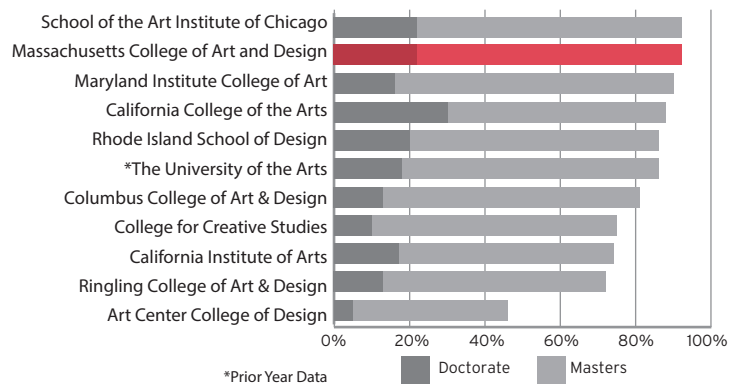 School of the Art Institute of Chicago
Massachusetts College of Art and Design
Maryland Institute College of Art
California College of the Arts
Rhode Island School of Design
*The University of the Arts
Columbus College of Art & Design
College for Creative Studies
California Institute of Arts
Ringling College of Art & Design
Art Center College of Design
0% 20% 40% 60% 80% 100%
*Prior Year Data Doctorate Masters